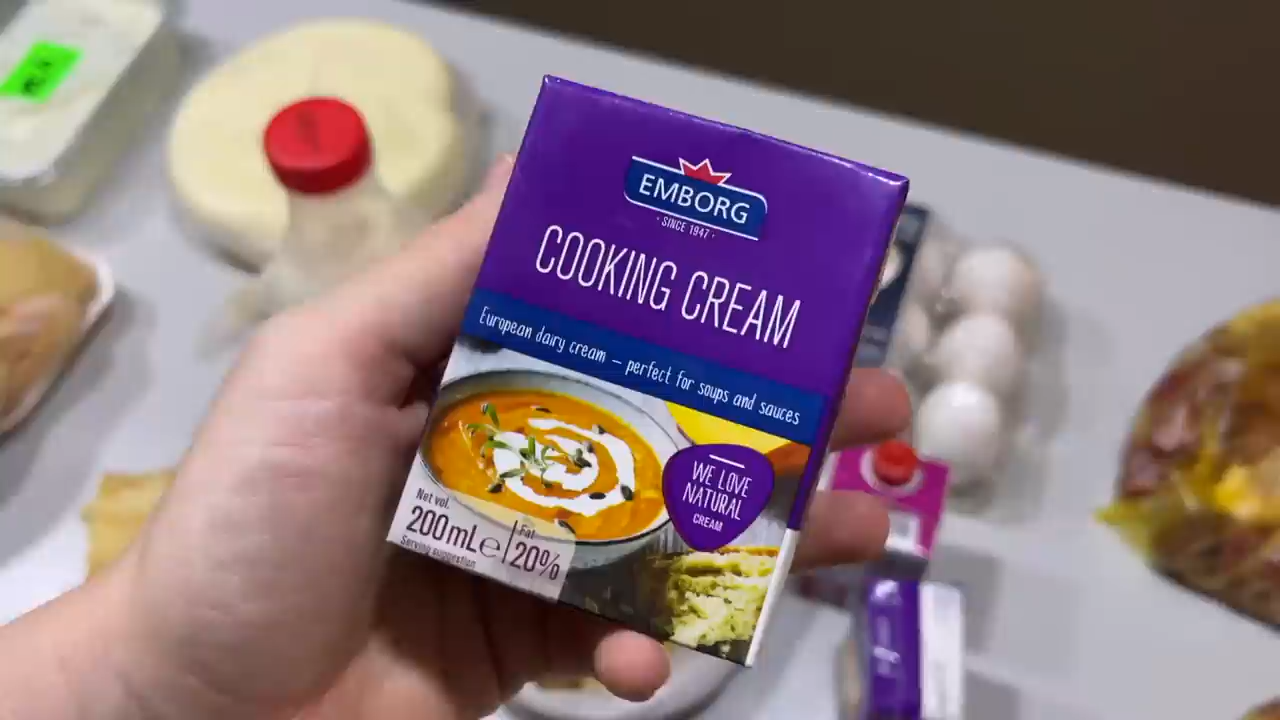 EMBORG
· SINCE 1947 ·
COOKING CREAM
European dairy cream – perfect for soups and sauces
WE LOVE
NATURAL
CREAM
Net vol.
200mLe
Serving suggestion
Fat
20%